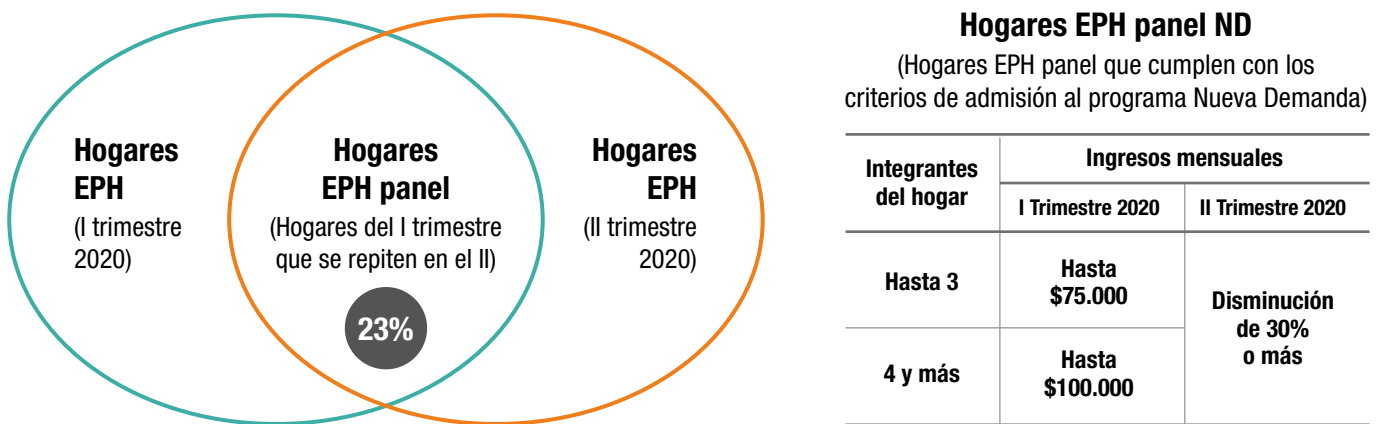 Hogares
EPH
(I trimestre
2020)
Hogares
EPH panel
(Hogares del I trimestre
que se repiten en el II)
23%
Hogares
EPH
(II trimestre
2020)
Hogares EPH panel ND
(Hogares EPH panel que cumplen con los
criterios de admisión al programa Nueva Demanda)
Integrantes
del hogar
Ingresos mensuales
I Trimestre 2020
II Trimestre 2020
Hasta 3
Hasta
$75.000
Disminución
de 30%
o más
4 y más
Hasta
$100.000